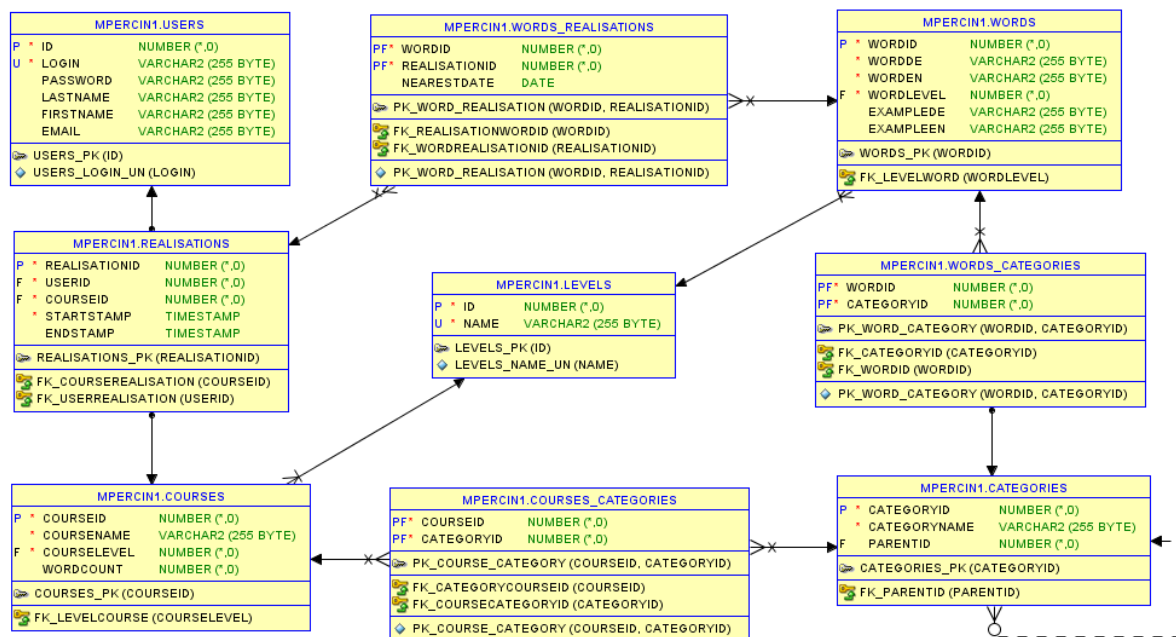 MPERCIN1.USERS
P * ID NUMBER (*,0)
U * LOGIN VARCHAR2 (255 BYTE)
PASSWORD VARCHAR2 (255 BYTE)
LASTNAME VARCHAR2 (255 BYTE)
FIRSTNAME VARCHAR2 (255 BYTE)
EMAIL VARCHAR2 (255 BYTE)
USERS_PK (ID)
USERS_LOGIN_UN (LOGIN)
MPERCIN1.WORDS_REALISATIONS
PF* WORDID NUMBER (*,0)
PF* REALISATIONID NUMBER (*,0)
NEARESTDATE DATE
PK_WORD_REALISATION (WORDID, REALISATIONID)
FK_REALISATIONWORDID (WORDID)
FK_WORDREALISATIONID (REALISATIONID)
PK_WORD_REALISATION (WORDID, REALISATIONID)
MPERCIN1.WORDS
P * WORDID NUMBER (*,0)
* WORDDE VARCHAR2 (255 BYTE)
* WORDEN VARCHAR2 (255 BYTE)
F * WORDLEVEL NUMBER (*,0)
EXAMPLEDE VARCHAR2 (255 BYTE)
EXAMPLEEN VARCHAR2 (255 BYTE)
WORDS_PK (WORDID)
FK_LEVELWORD (WORDLEVEL)
MPERCIN1.REALISATIONS
P * REALISATIONID NUMBER (*,0)
F * USERID NUMBER (*,0)
F * COURSEID NUMBER (*,0)
* STARTSTAMP TIMESTAMP
ENDSTAMP TIMESTAMP
REALISATIONS_PK (REALISATIONID)
FK_COURSEREALISATION (COURSEID)
FK_USERREALISATION (USERID)
MPERCIN1.LEVELS
P * ID NUMBER (*,0)
U * NAME VARCHAR2 (255 BYTE)
LEVELS_PK (ID)
LEVELS_NAME_UN (NAME)
MPERCIN1.WORDS_CATEGORIES
PF* WORDID NUMBER (*,0)
PF* CATEGORYID NUMBER (*,0)
PK_WORD_CATEGORY (WORDID, CATEGORYID)
FK_CATEGORYID (CATEGORYID)
FK_WORDID (WORDID)
PK_WORD_CATEGORY (WORDID, CATEGORYID)
MPERCIN1.COURSES
P * COURSEID NUMBER (*,0)
* COURSENAME VARCHAR2 (255 BYTE)
F * COURSELEVEL NUMBER (*,0)
WORDCOUNT NUMBER (*,0)
COURSES_PK (COURSEID)
FK_LEVELCOURSE (COURSELEVEL)
MPERCIN1.COURSES_CATEGORIES
PF* COURSEID NUMBER (*,0)
PF* CATEGORYID NUMBER (*,0)
PK_COURSE_CATEGORY (COURSEID, CATEGORYID)
FK_CATEGORYCOURSEID (COURSEID)
FK_COURSECATEGORYID (CATEGORYID)
PK_COURSE_CATEGORY (COURSEID, CATEGORYID)
MPERCIN1.CATEGORIES
P * CATEGORYID NUMBER (*,0)
* CATEGORYNAME VARCHAR2 (255 BYTE)
F PARENTID NUMBER (*,0)
CATEGORIES_PK (CATEGORYID)
FK_PARENTID (PARENTID)